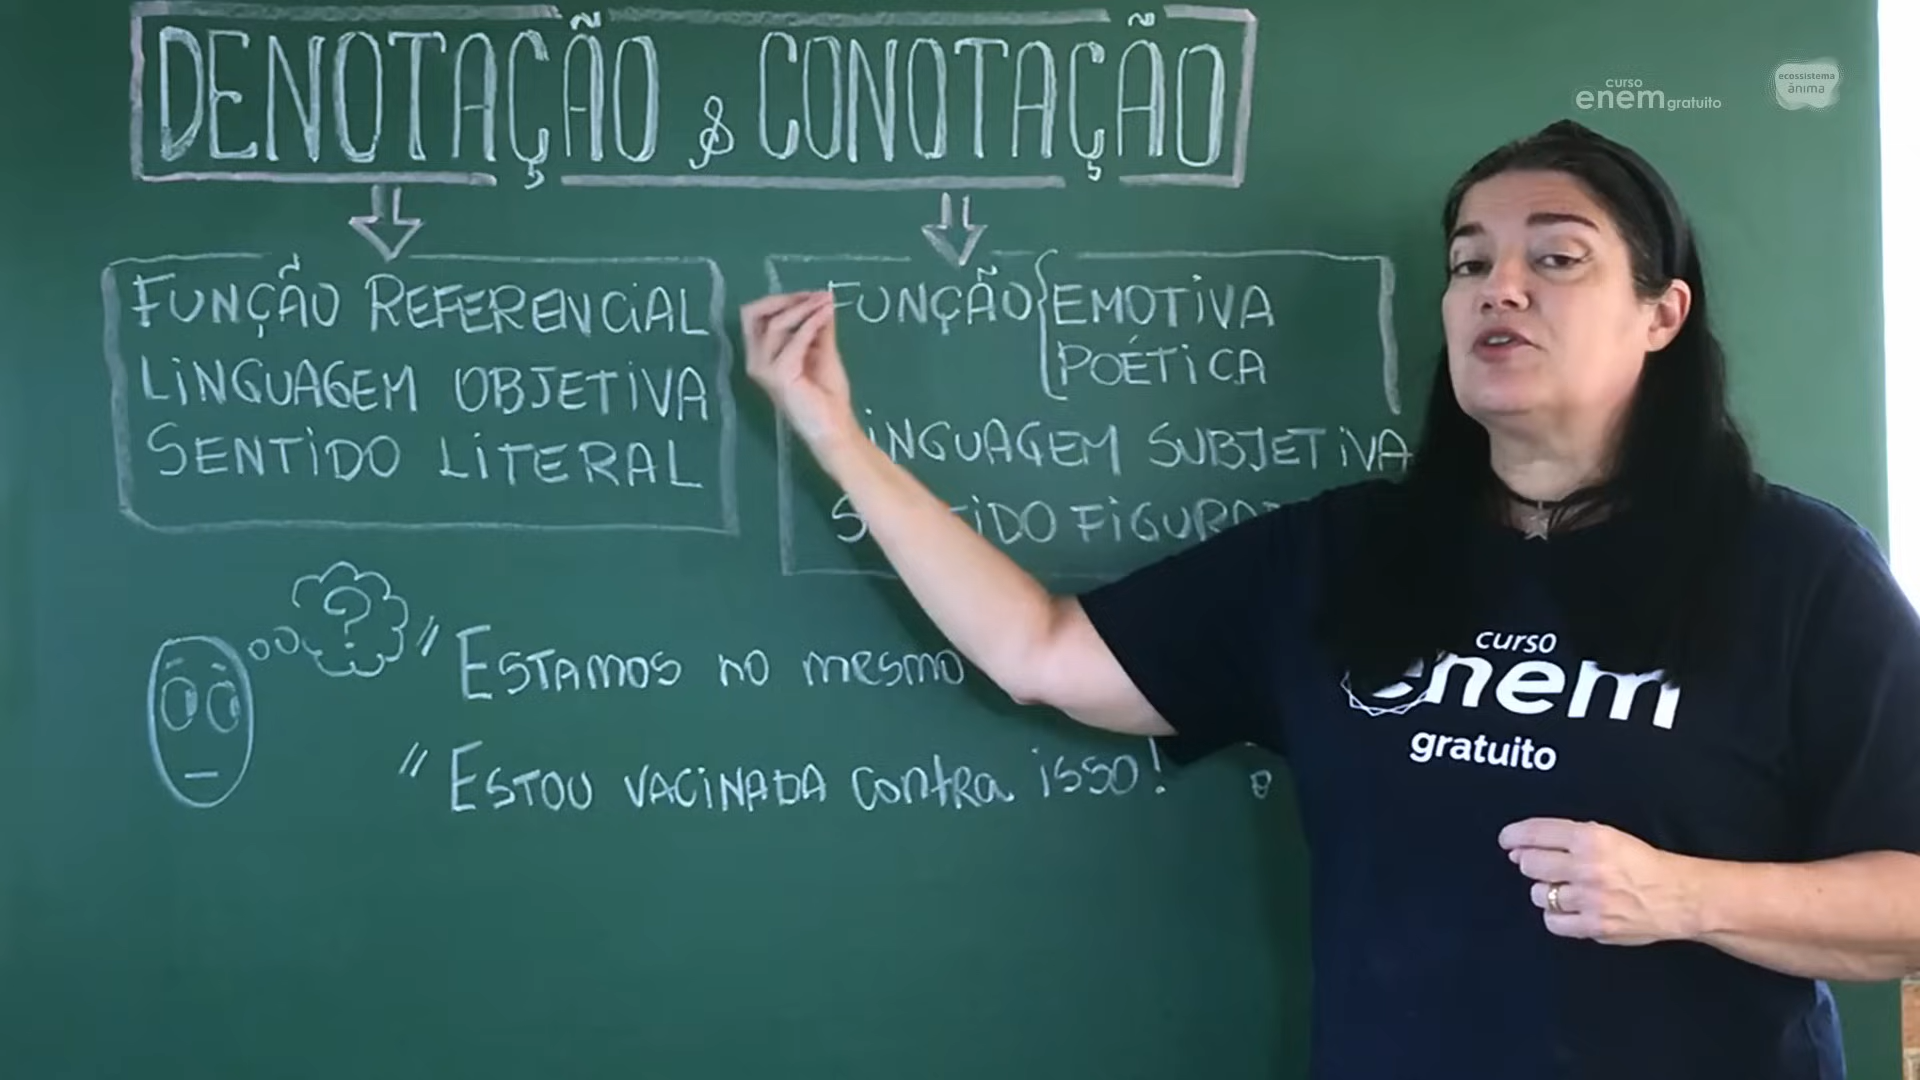 DENOTAÇÃO & CONOTAÇÃO
FUNÇÃO REFERENCIAL
LINGUAGEM OBJETIVA
SENTIDO LITERAL
FUNÇÃO { EMOTIVA
POÉTICA
LINGUAGEM SUBJETIVA
?
"ESTAMOS NO MESMO
"ESTOU VACINADA CONTRA ISSO!
curso
enem gratuito
ecossistema
ânima
curso
enem
gratuito